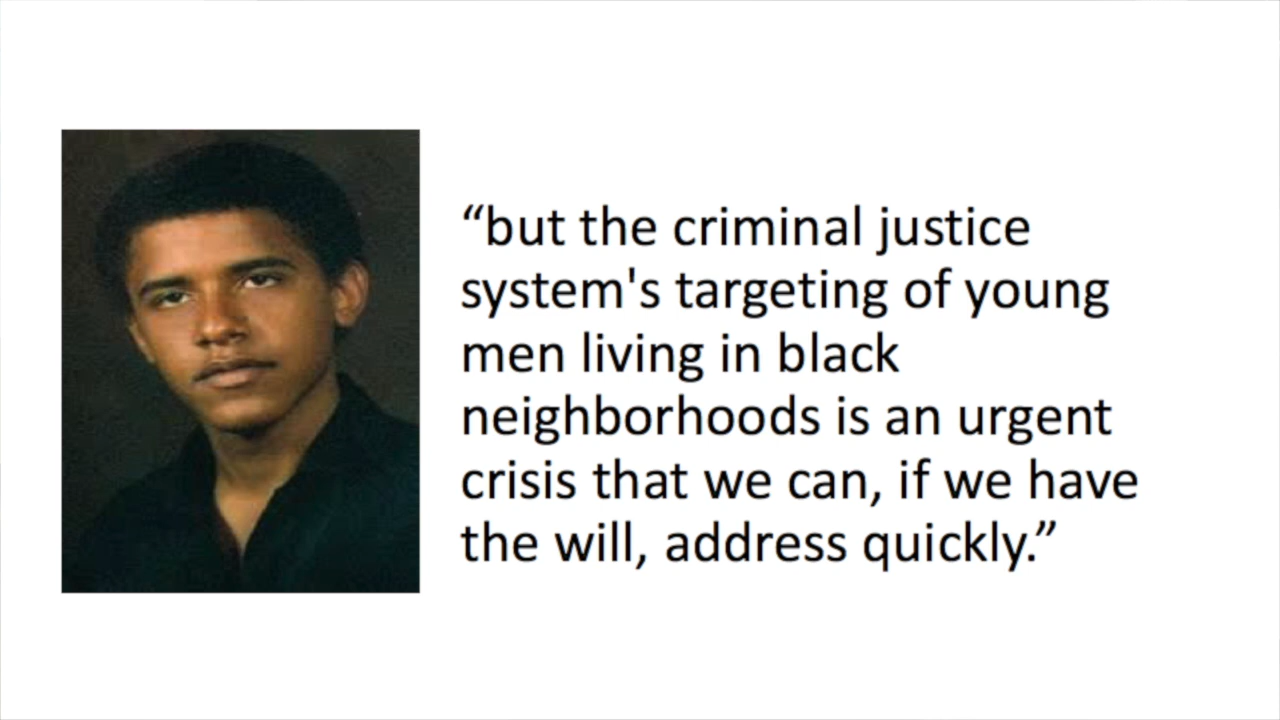 “but the criminal justice
system's targeting of young
men living in black
neighborhoods is an urgent
crisis that we can, if we have
the will, address quickly.”